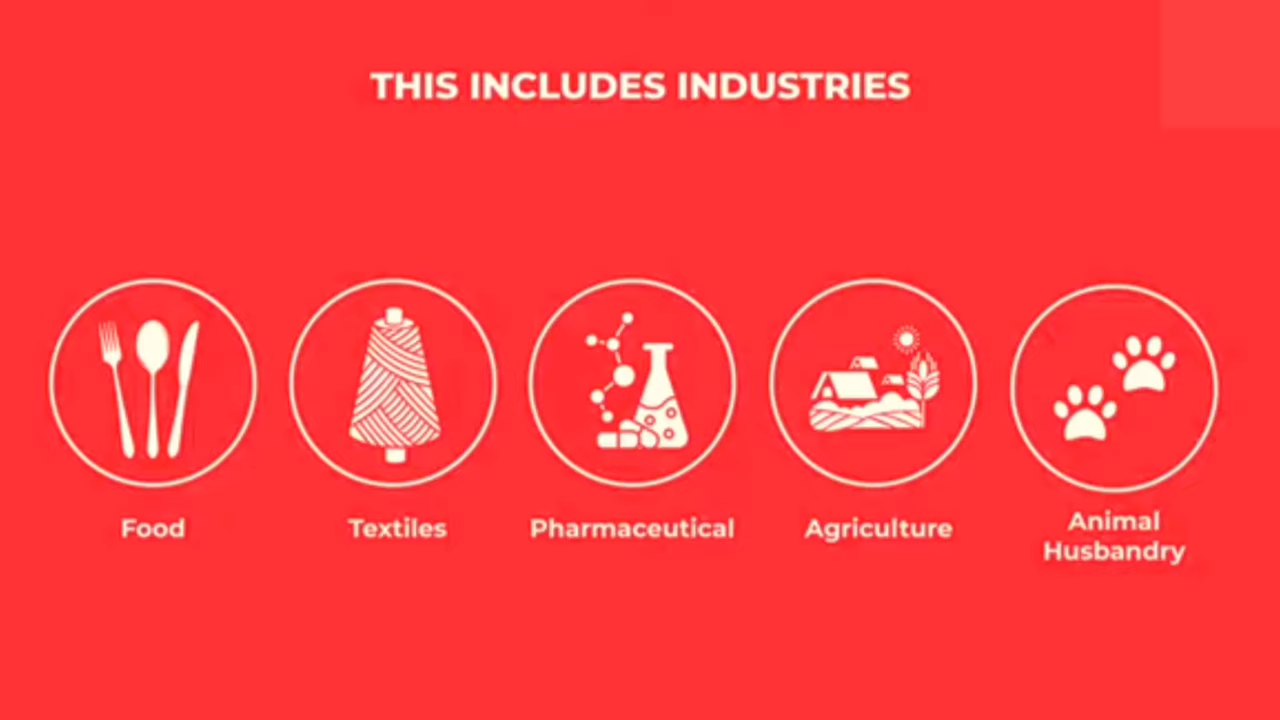 THIS INCLUDES INDUSTRIES
Food
Textiles
Pharmaceutical
Agriculture
Animal
Husbandry